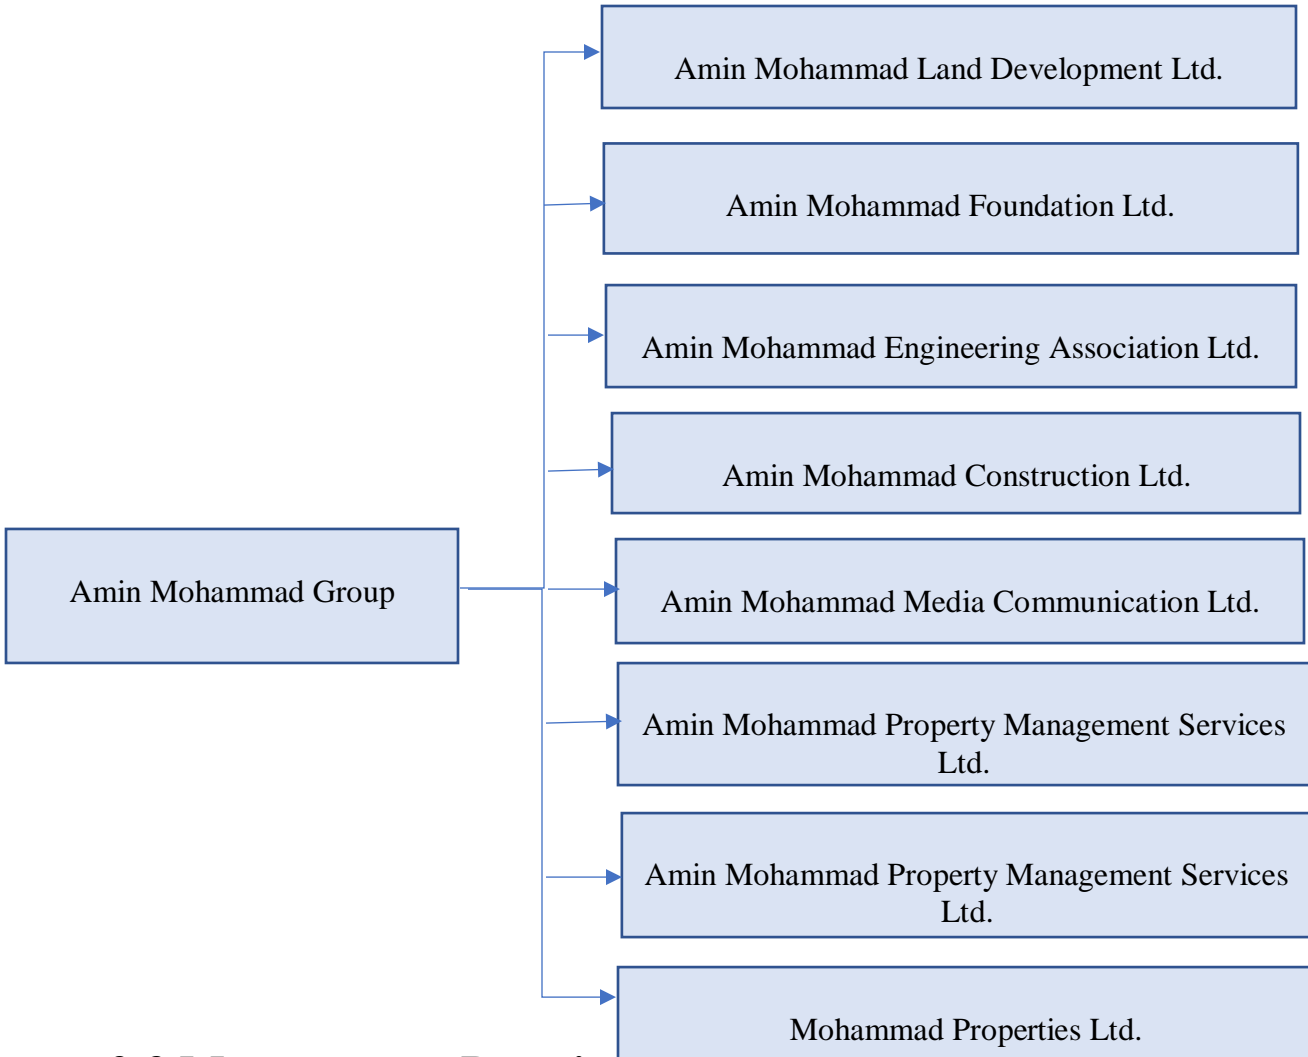 Amin Mohammad Land Development Ltd.
Amin Mohammad Foundation Ltd.
Amin Mohammad Engineering Association Ltd.
Amin Mohammad Construction Ltd.
Amin Mohammad Group
Amin Mohammad Media Communication Ltd.
Amin Mohammad Property Management Services
Ltd.
Amin Mohammad Property Management Services
Ltd.
Mohammad Properties Ltd.